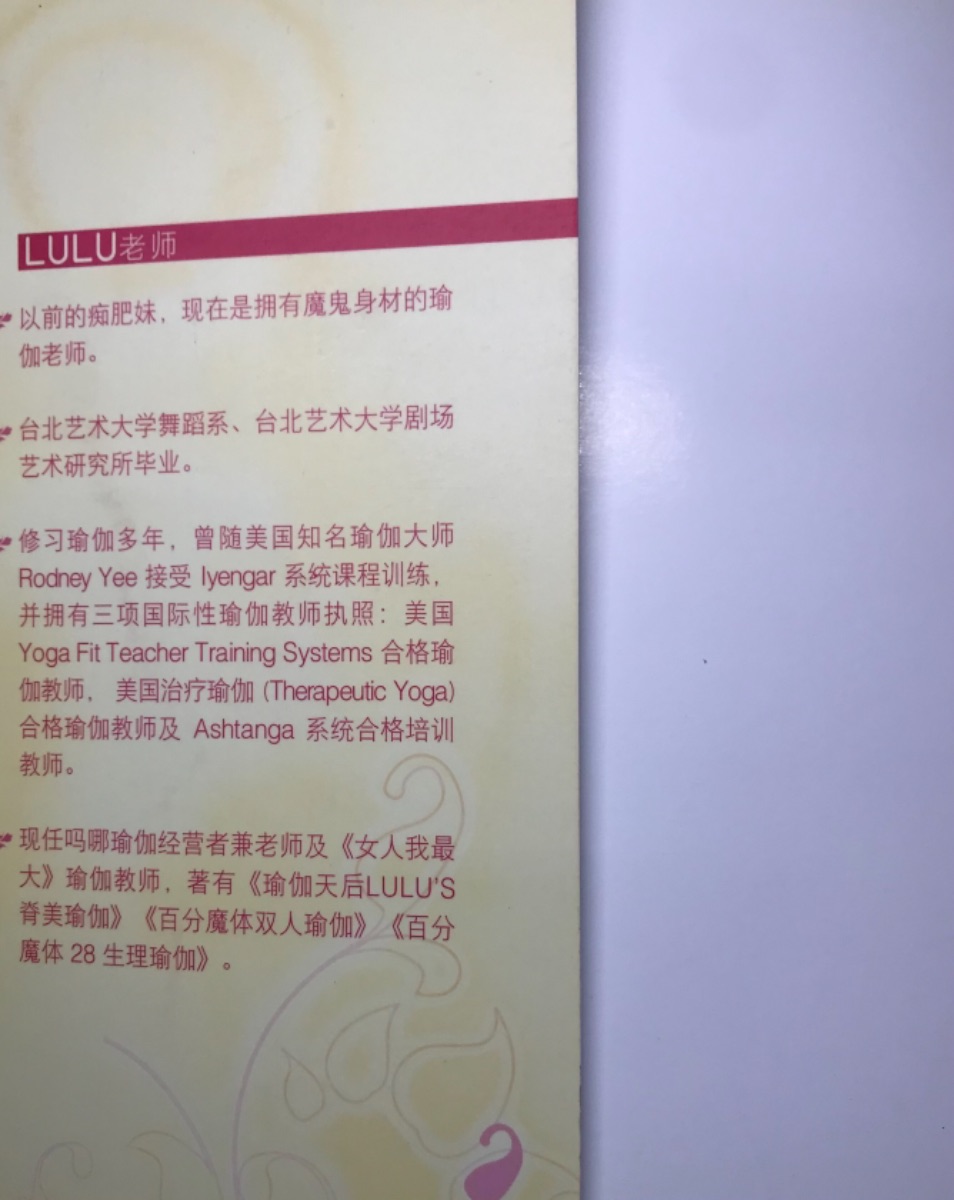 LULU老师
以前的痴肥妹，现在是拥有魔鬼身材的瑜
伽老师。
台北艺术大学舞蹈系、台北艺术大学剧场
艺术研究所毕业。
修习瑜伽多年，曾随美国知名瑜伽大师
Rodney Yee 接受 Iyengar 系统课程训练，
并拥有三项国际性瑜伽教师执照：美国
Yoga Fit Teacher Training Systems 合格瑜
伽教师， 美国治疗瑜伽 (Therapeutic Yoga)
合格瑜伽教师及 Ashtanga 系统合格培训
教师。
现任吗哪瑜伽经营者兼老师及《女人我最
大》瑜伽教师，著有《瑜伽天后LULU'S
脊美瑜伽》《百分魔体双人瑜伽》《百分
魔体 28 生理瑜伽》。